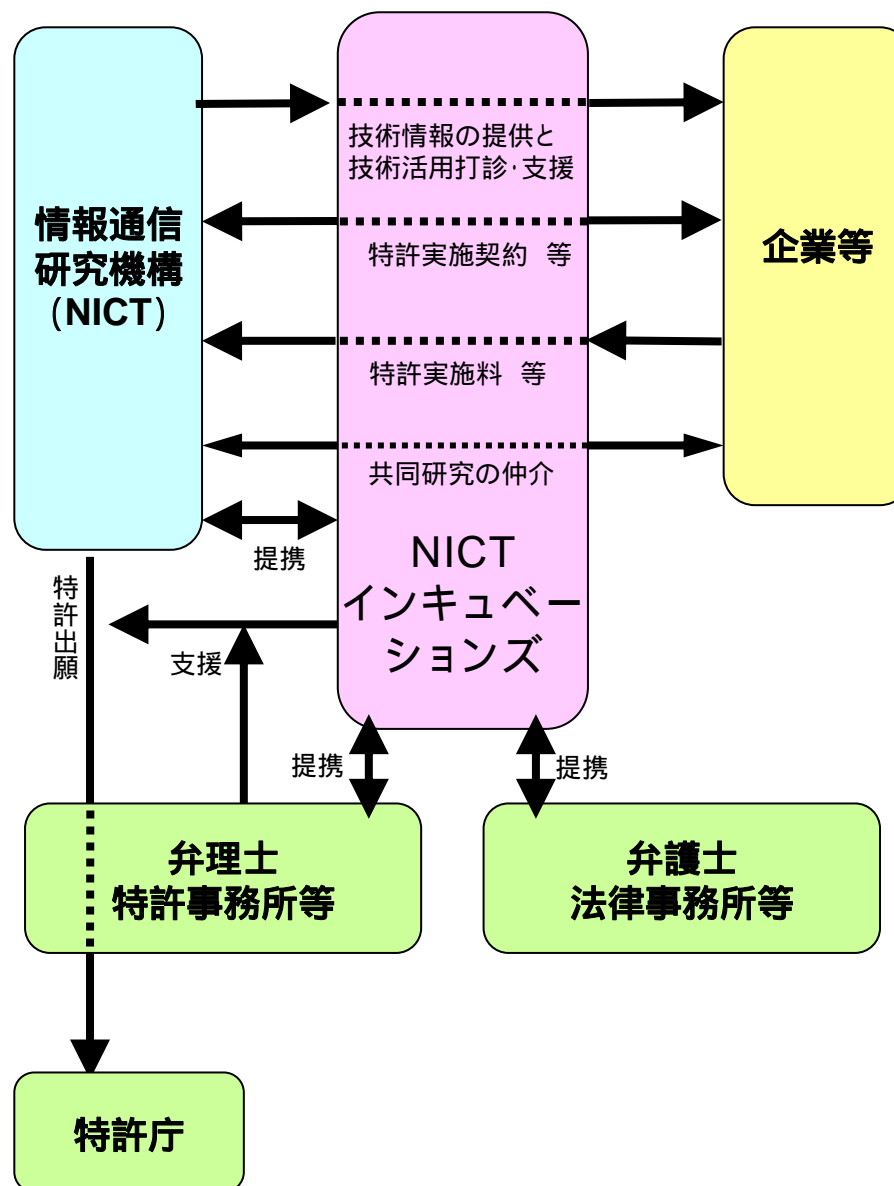 技術情報の提供と
技術活用打診・支援
情報通信
研究機構
(NICT)
企業等
特許実施契約 等
特許実施料 等
共同研究の仲介
提携
NICT
インキュベー
ションズ
特許出願
支援
提携
提携
弁理士
特許事務所等
弁護士
法律事務所等
特許庁